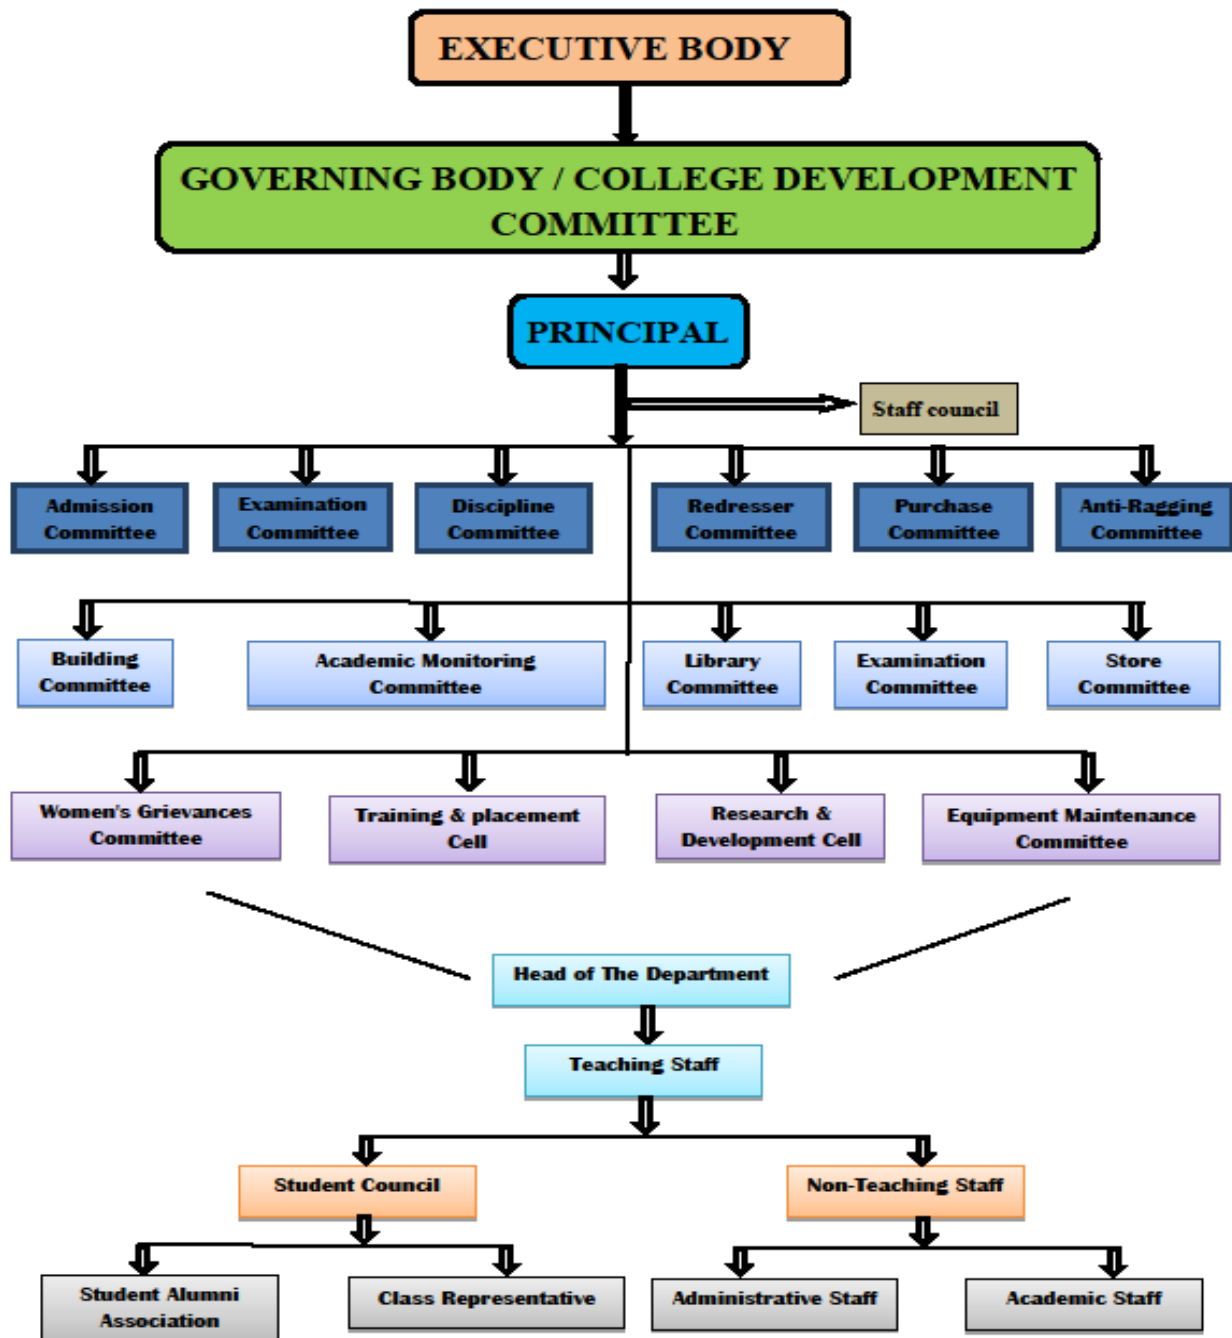 EXECUTIVE BODY
GOVERNING BODY / COLLEGE DEVELOPMENT
COMMITTEE
PRINCIPAL
Staff council
Admission
Committee
Examination
Committee
Discipline
Committee
Redresser
Committee
Purchase
Committee
Anti-Ragging
Committee
Building
Committee
Academic Monitoring
Committee
Library
Committee
Examination
Committee
Store
Committee
Women's Grievances
Committee
Training & placement
Cell
Research &
Development Cell
Equipment Maintenance
Committee
Head of The Department
Teaching Staff
Student Council
Non-Teaching Staff
Student Alumni
Association
Class Representative
Administrative Staff
Academic Staff